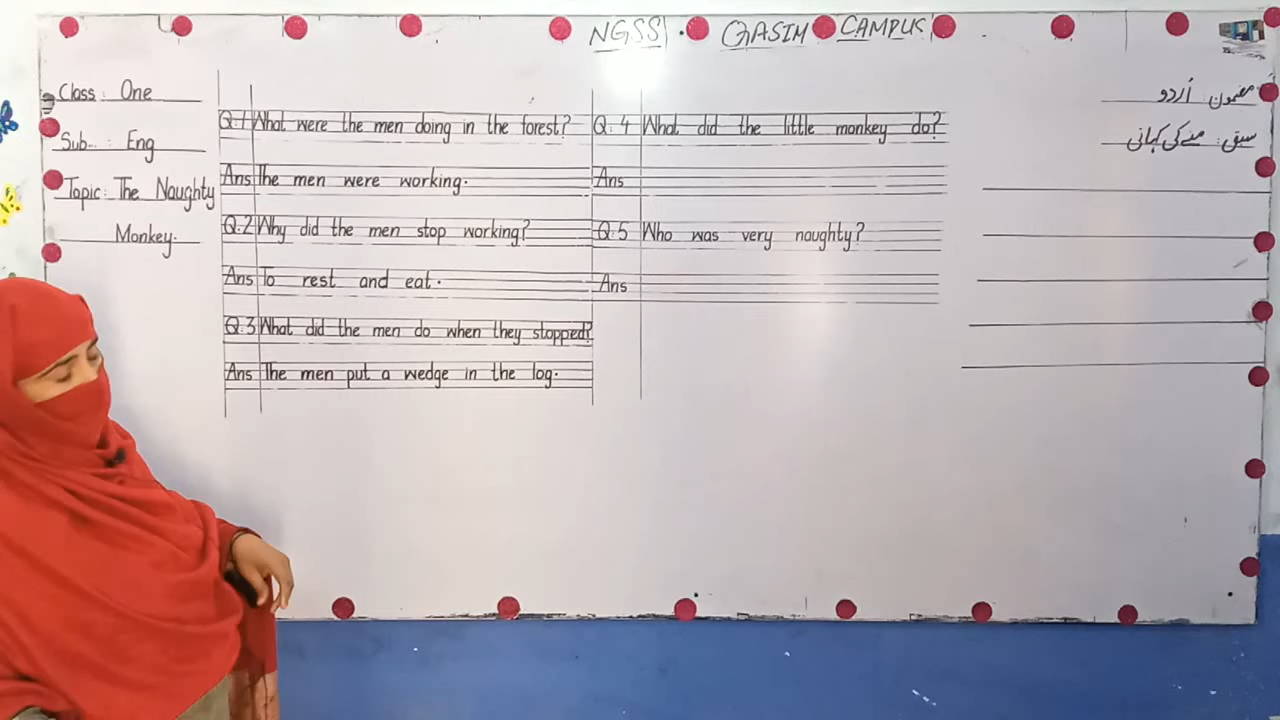 NGSS. QASIM CAMPUS
Class: One
Sub..: Eng
Topic: The Naughty
Monkey.
Q.1 What were the men doing in the forest?
Ans The men were working.
Q.2 Why did the men stop working?
Ans To rest and eat.
Q.3 What did the men do when they stopped?
Ans The men put a wedge in the log.
Q.4 What did the little monkey do?
Ans
Q.5 Who was very naughty?
Ans
مضمون: اُردو
سبق: کی کہانی